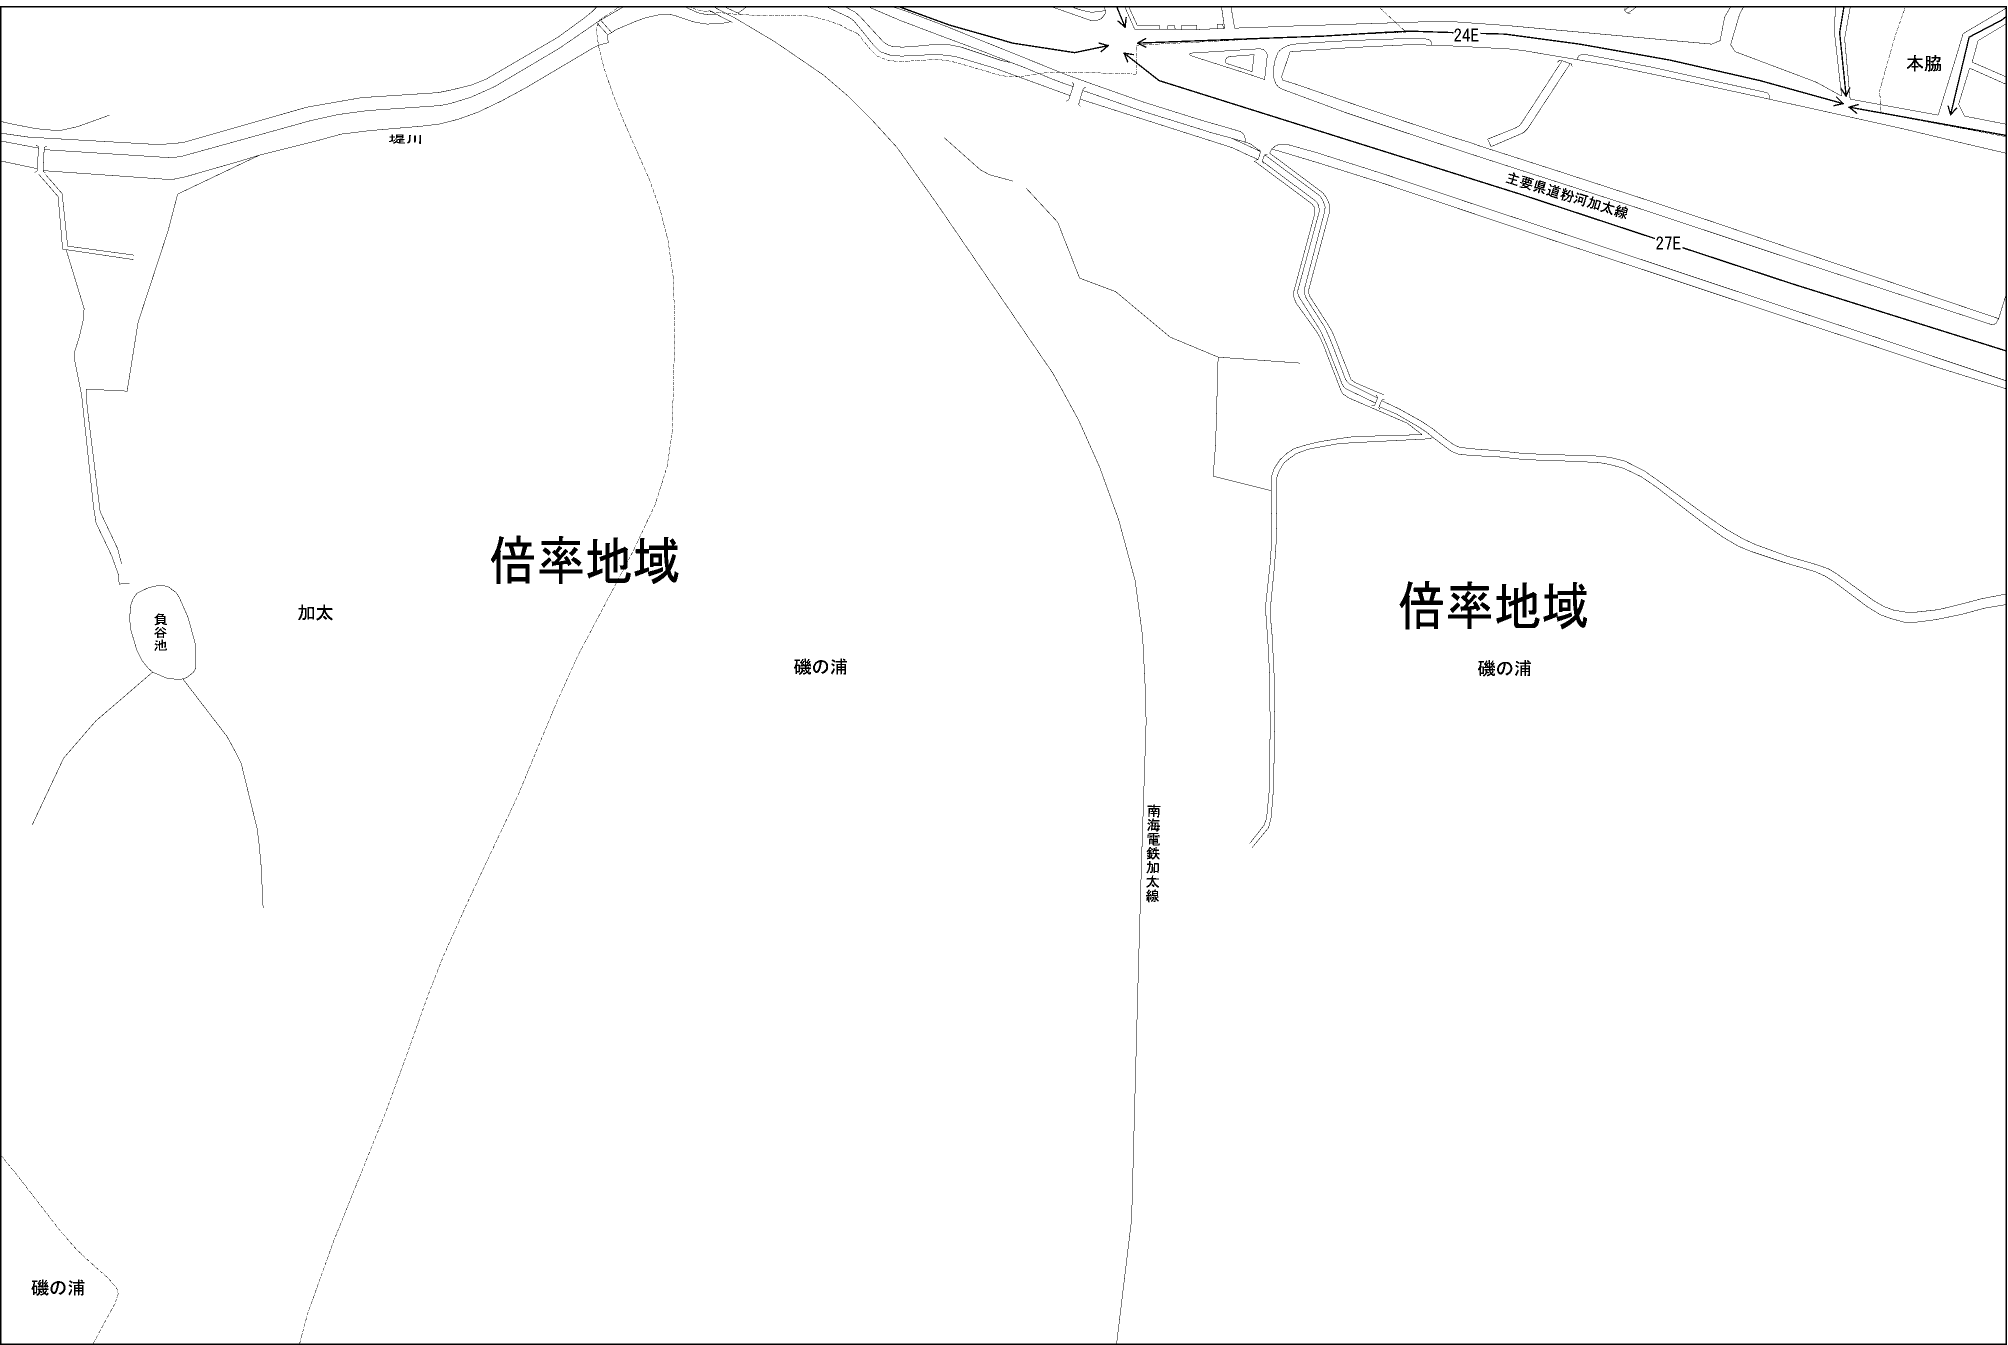 24E
本脇
堤川
主要県道粉河加太線
27E
倍率地域
倍率地域
負谷池
加太
磯の浦
磯の浦
南海電鉄加太線
磯の浦